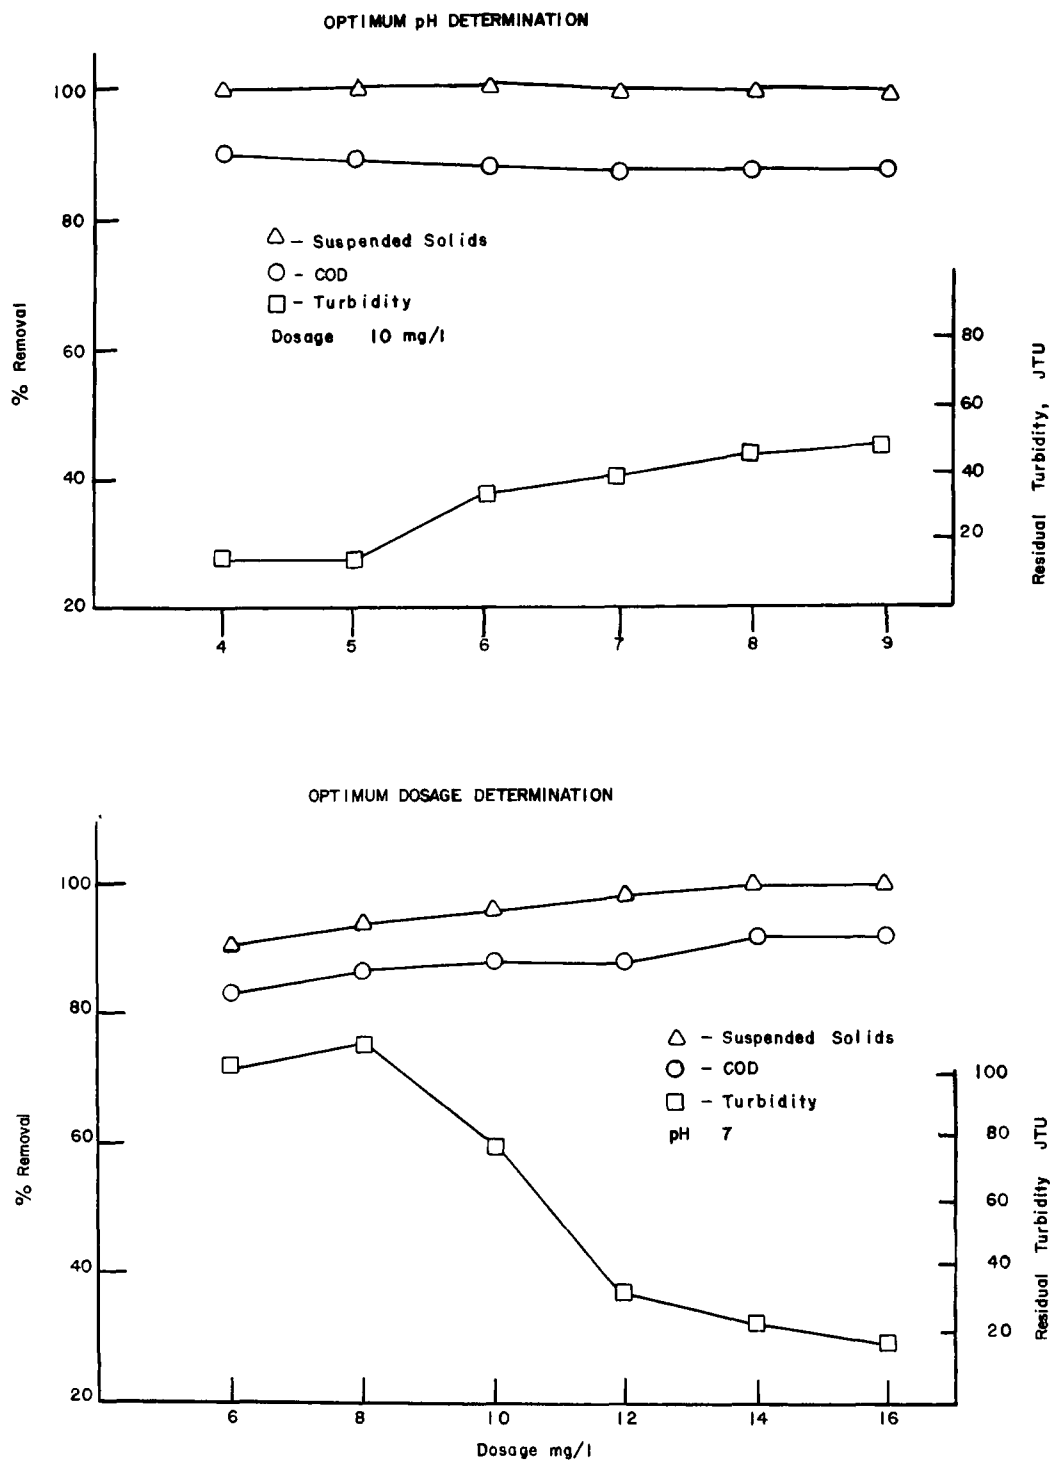 OPTIMUM pH DETERMINATION
100
80
60
40
20
% Removal
△ - Suspended Solids
○ - COD
□ - Turbidity
Dosage 10 mg/l
80
60
40
20
Residual Turbidity, JTU
4 5 6 7 8 9
OPTIMUM DOSAGE DETERMINATION
100
80
60
40
20
% Removal
△ - Suspended Solids
○ - COD
□ - Turbidity
pH 7
100
80
60
40
20
Residual Turbidity JTU
6 8 10 12 14 16
Dosage mg/l